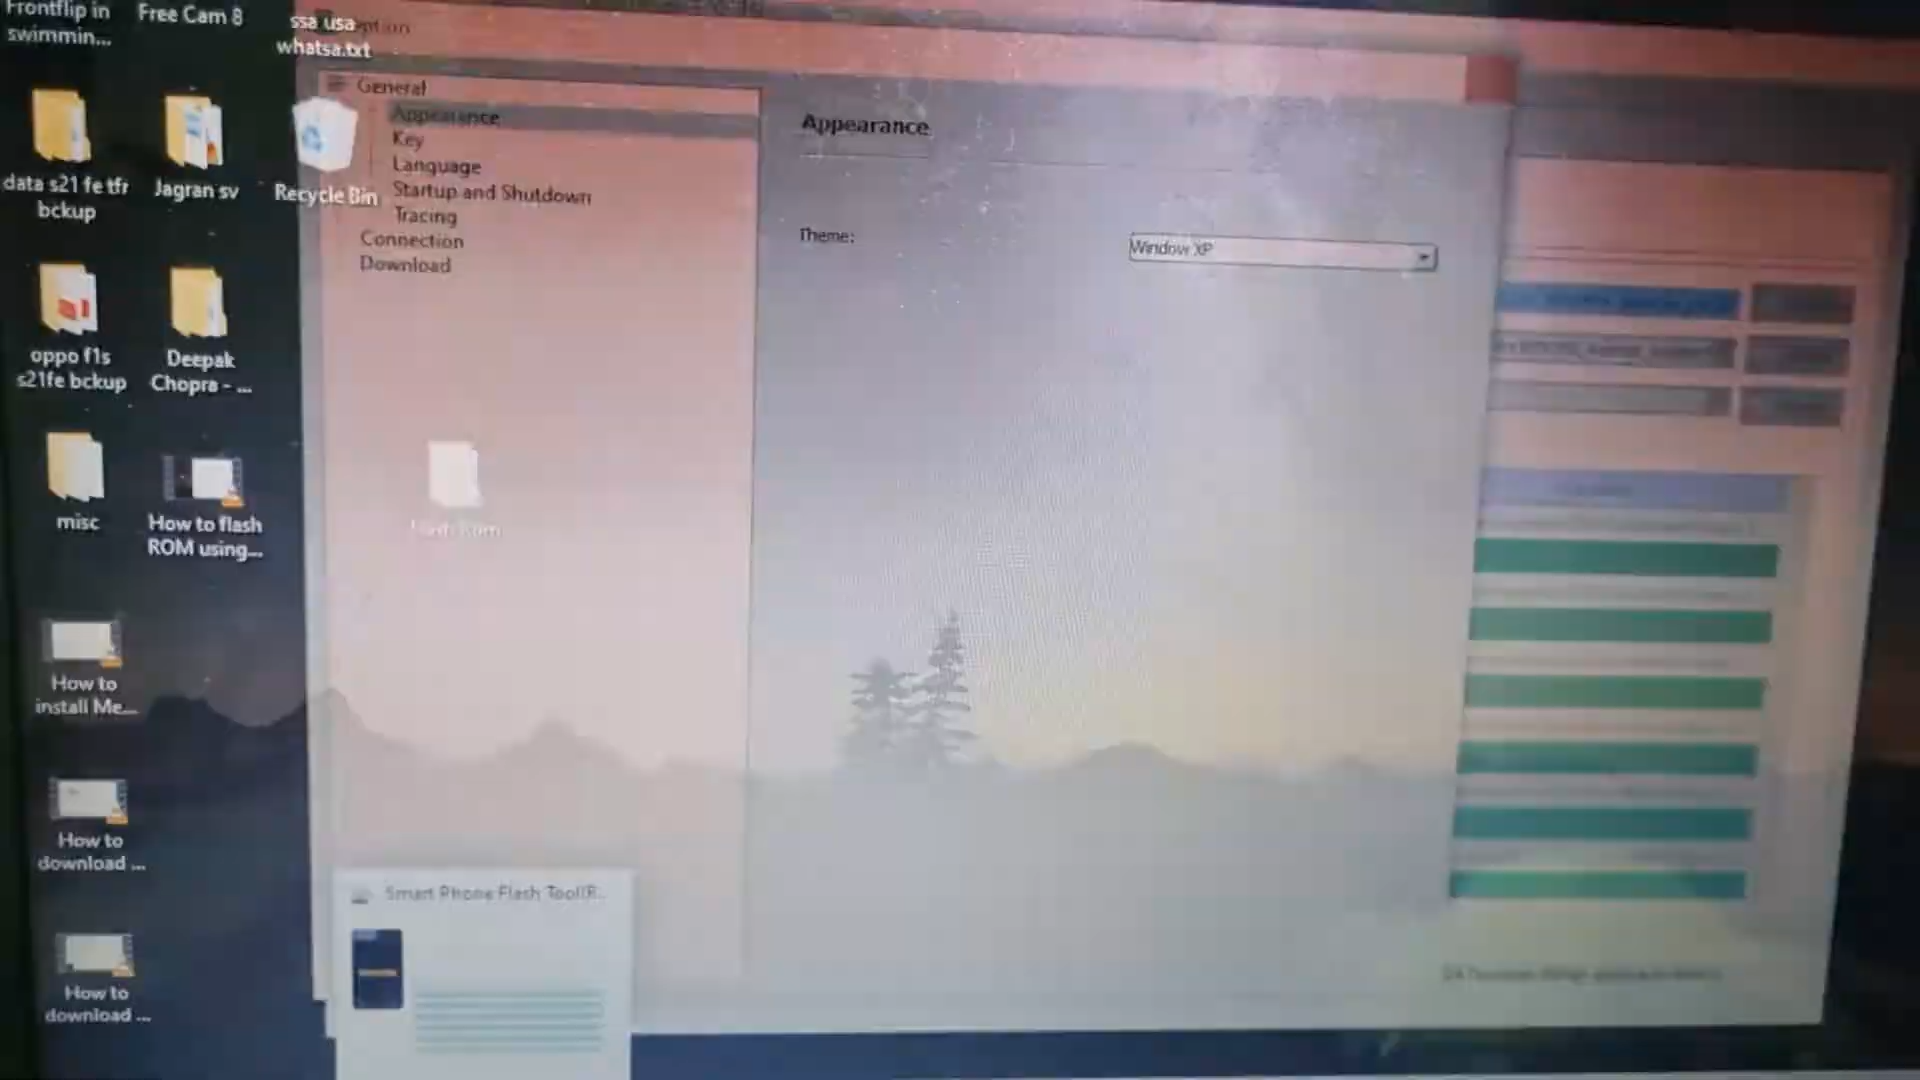 Frontflip in
swimmin...
Free Cam 8
ssa usa
whatsa.txt
ption
General
Appearance
Key
Language
Startup and Shutdown
Tracing
Connection
Download
Appearance
Theme:
Window XP
data s21 fe tfr
bckup
Jagran sv
Recycle Bin
oppo f1s
s21fe bckup
Deepak
Chopra - ...
misc
How to flash
ROM using...
How to
install Me...
How to
download ...
How to
download ...
Smart Phone Flash Tool(R...